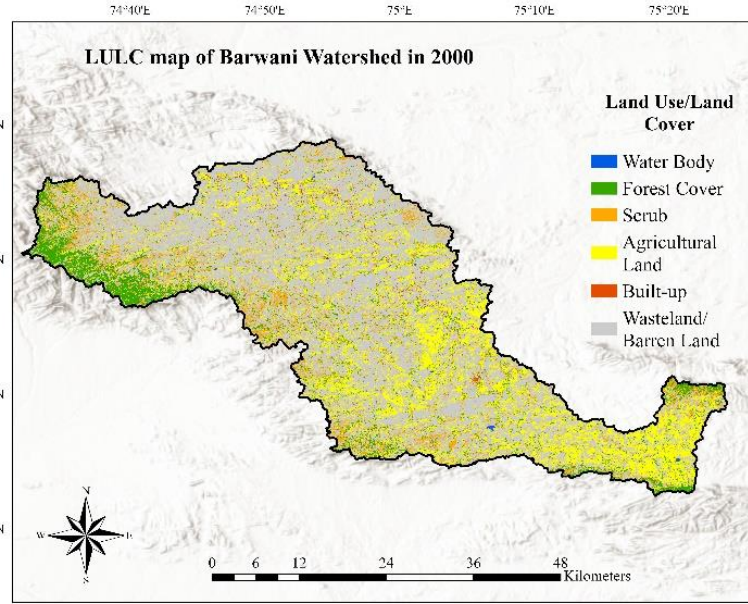 74°40'E 74°50'E 75°E 75°10'E 75°20'E
LULC map of Barwani Watershed in 2000
Land Use/Land
Cover
Water Body
Forest Cover
Scrub
Agricultural
Land
Built-up
Wasteland/
Barren Land
N
N
N
N
N
W E
S
0 6 12 24 36 48
Kilometers